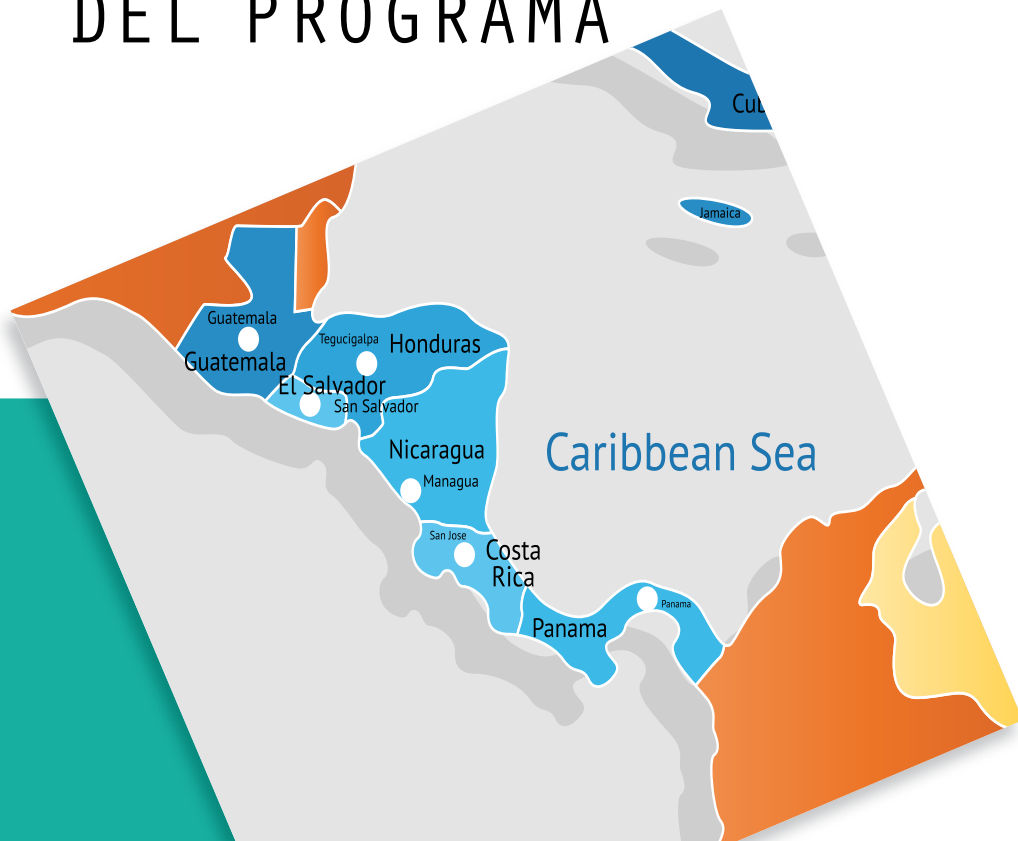 DEL PROGRAMA
Cub
Jamaica
Guatemala
Guatemala
Tegucigalpa
Honduras
El Salvador
San Salvador
Nicaragua
Managua
Caribbean Sea
San Jose
Costa
Rica
Panama
Panama